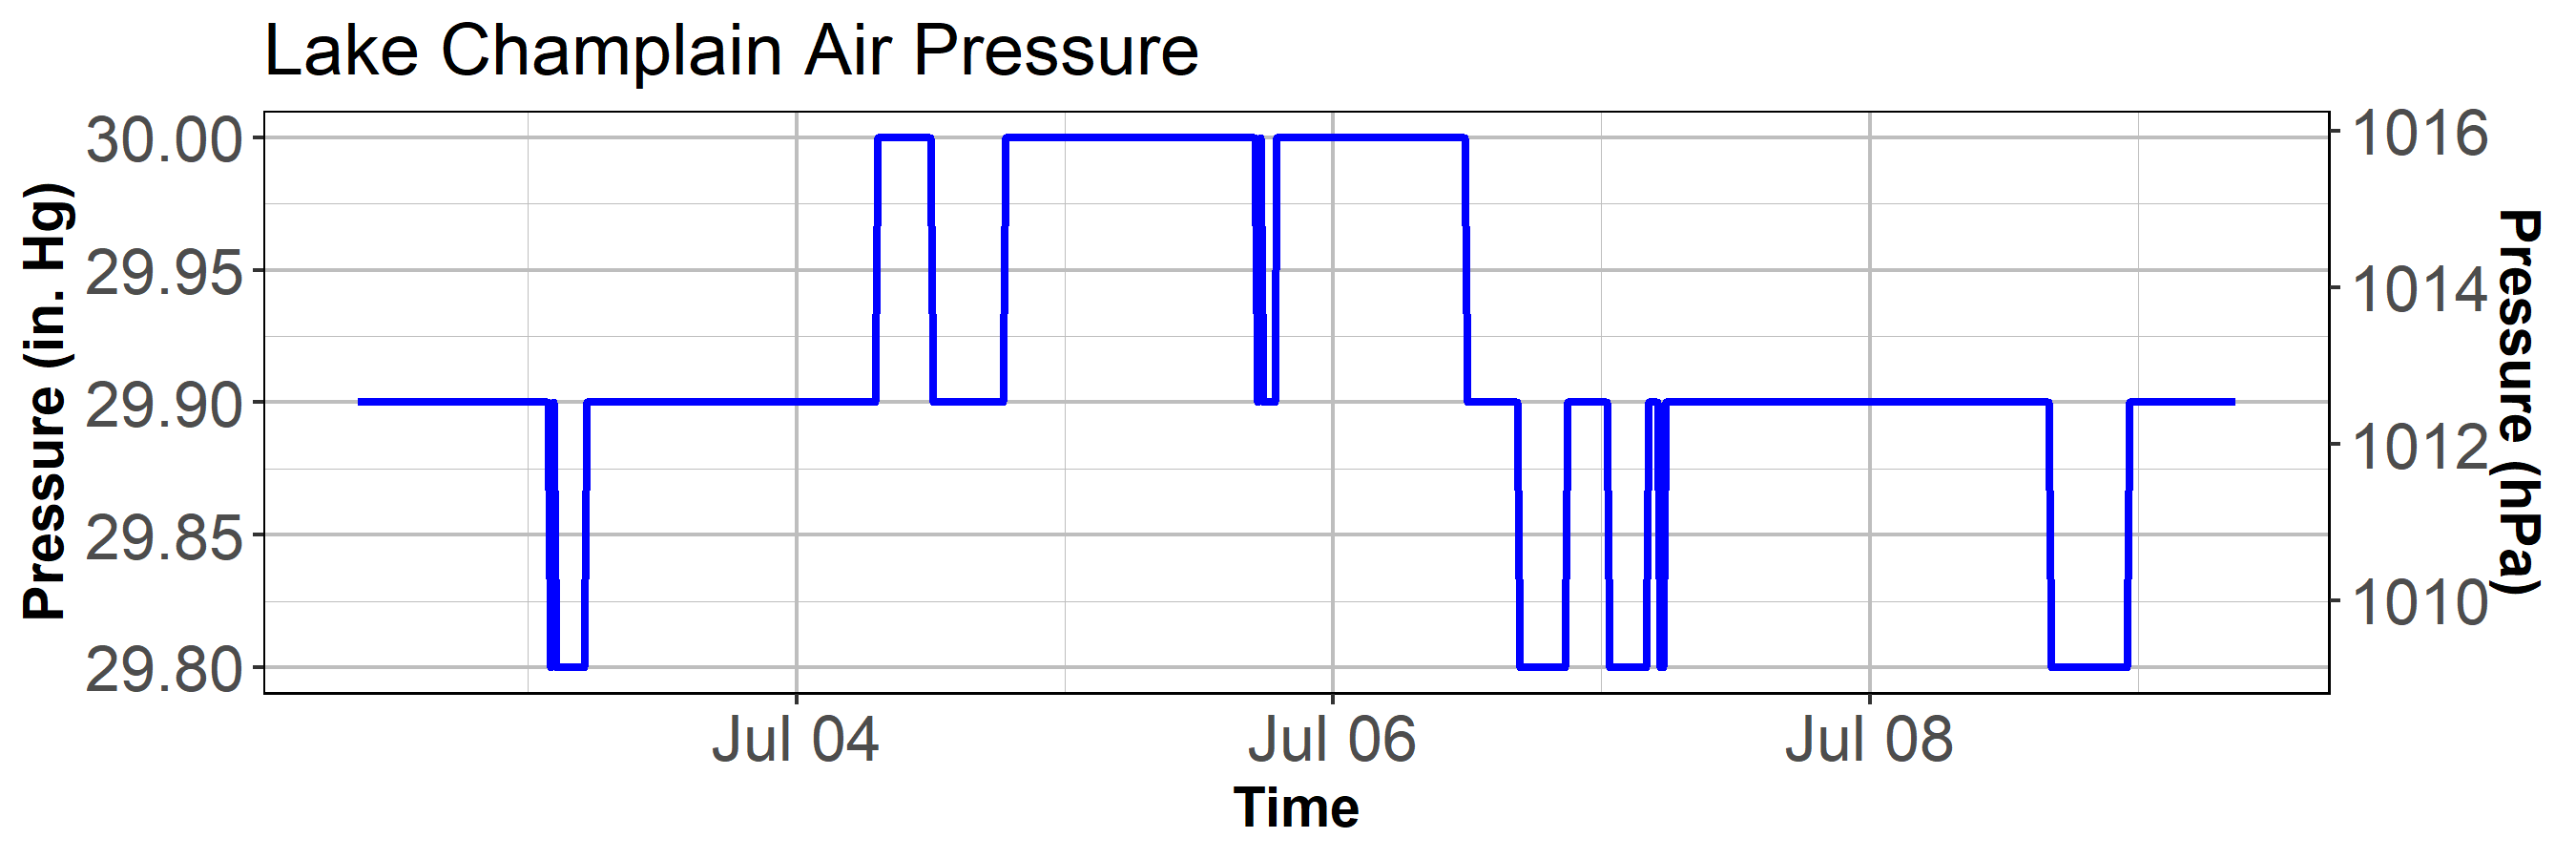 Lake Champlain Air Pressure
Pressure (in. Hg)
30.00
29.95
29.90
29.85
29.80
1016
1014
1012
1010
Pressure (hPa)
Jul 04 Jul 06 Jul 08
Time